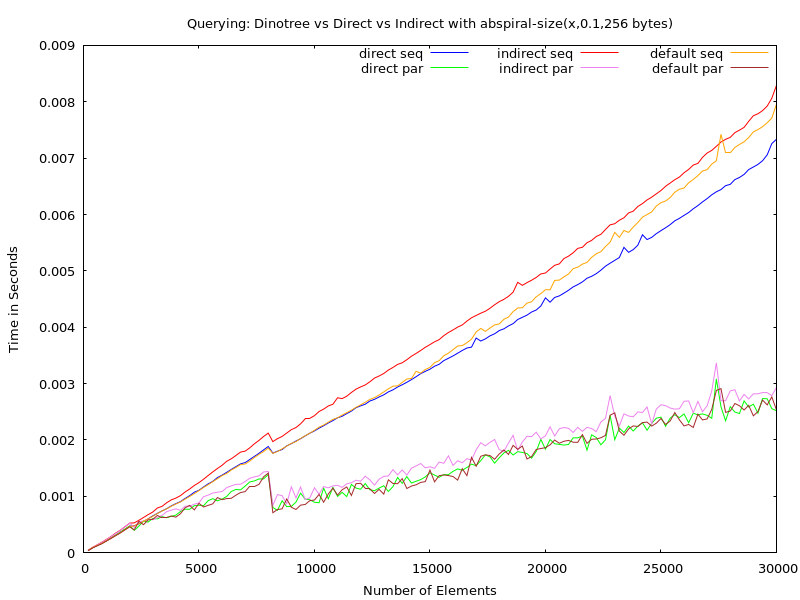 Querying: Dinotree vs Direct vs Indirect with abspiral-size(x,0.1,256 bytes)
direct seq indirect seq default seq
direct par indirect par default par
0.009
0.008
0.007
0.006
0.005
0.004
0.003
0.002
0.001
0
Time in Seconds
0 5000 10000 15000 20000 25000 30000
Number of Elements